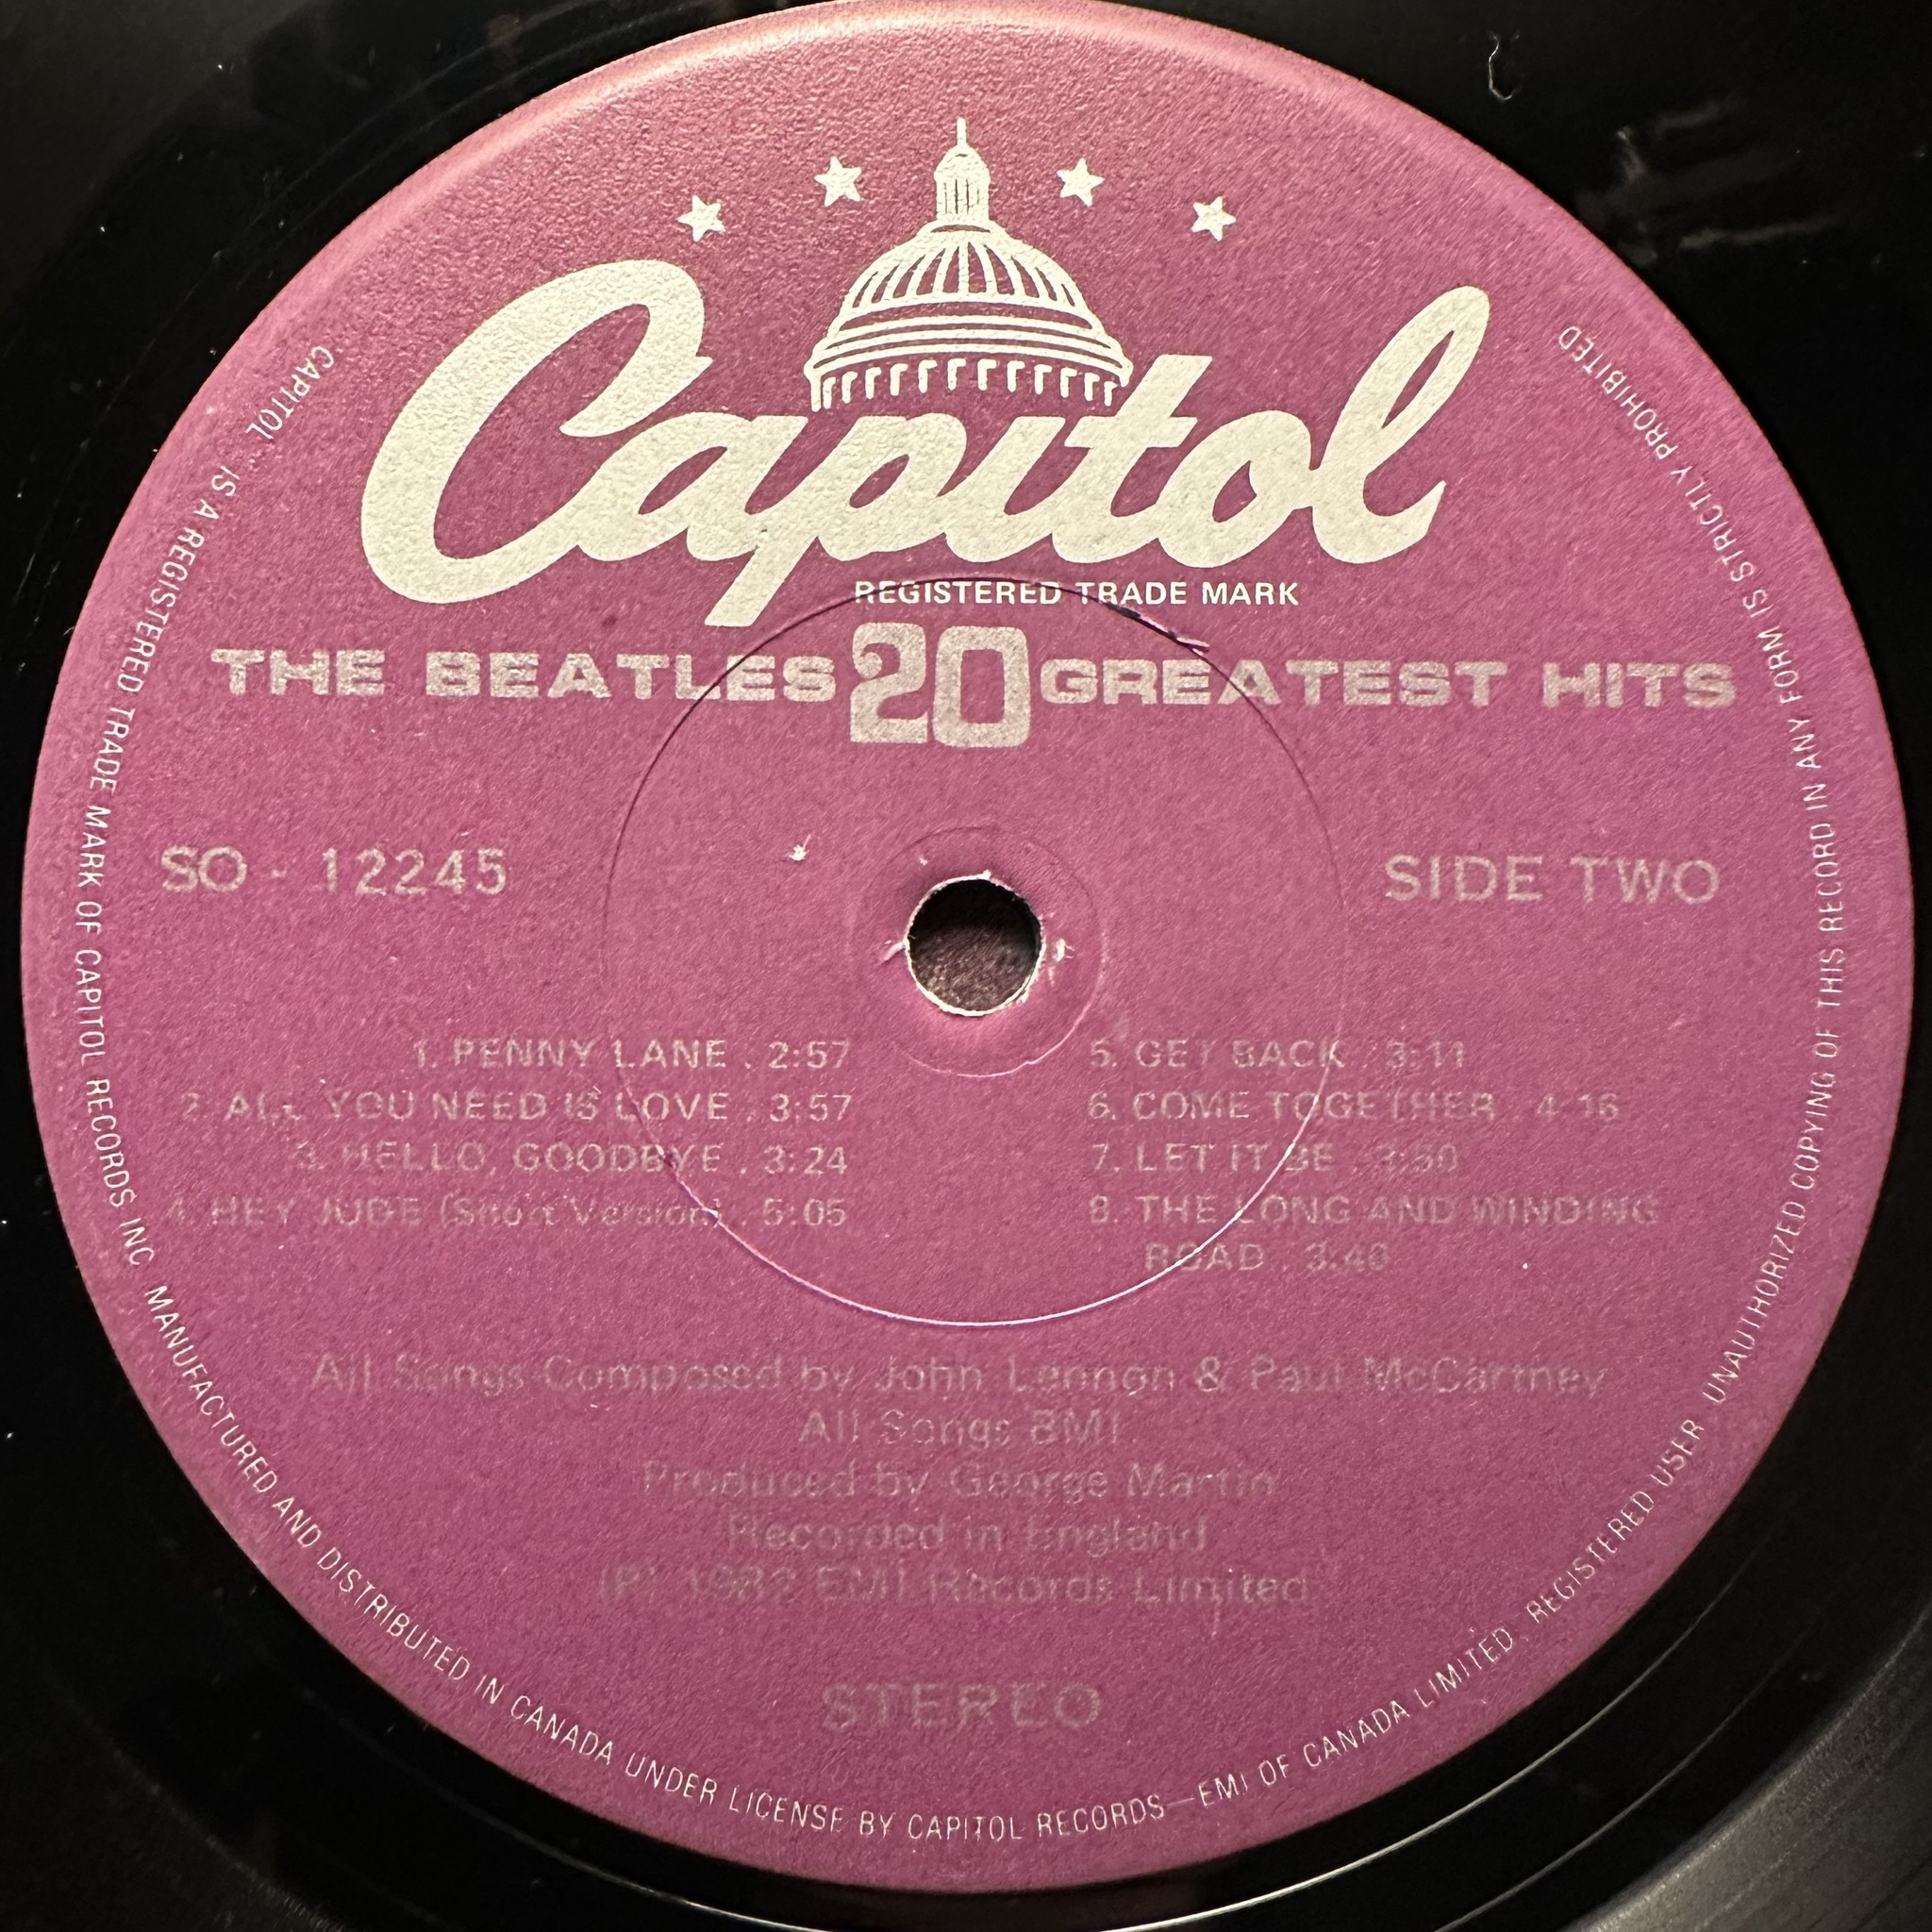 Capitol
REGISTERED TRADE MARK
THE BEATLES 20 GREATEST HITS
SO - 12245
SIDE TWO
1. PENNY LANE . 2:57
2. ALL YOU NEED IS LOVE . 3:57
3. HELLO, GOODBYE . 3:24
4. HEY JUDE (Short Version) . 5:05
5. GET BACK . 3:11
6. COME TOGETHER . 4:16
7. LET IT BE . 3:50
8. THE LONG AND WINDING
ROAD . 3:40
All Songs Composed by John Lennon & Paul McCartney
All Songs BMI
Produced by George Martin
Recorded in England
(P) 1982 EMI Records Limited
STEREO
CAPITOL IS A REGISTERED TRADE MARK OF CAPITOL RECORDS INC. MANUFACTURED AND DISTRIBUTED IN CANADA UNDER LICENSE BY CAPITOL RECORDS—EMI OF CANADA LIMITED, REGISTERED USER. UNAUTHORIZED COPYING OF THIS RECORD IN ANY FORM IS STRICTLY PROHIBITED